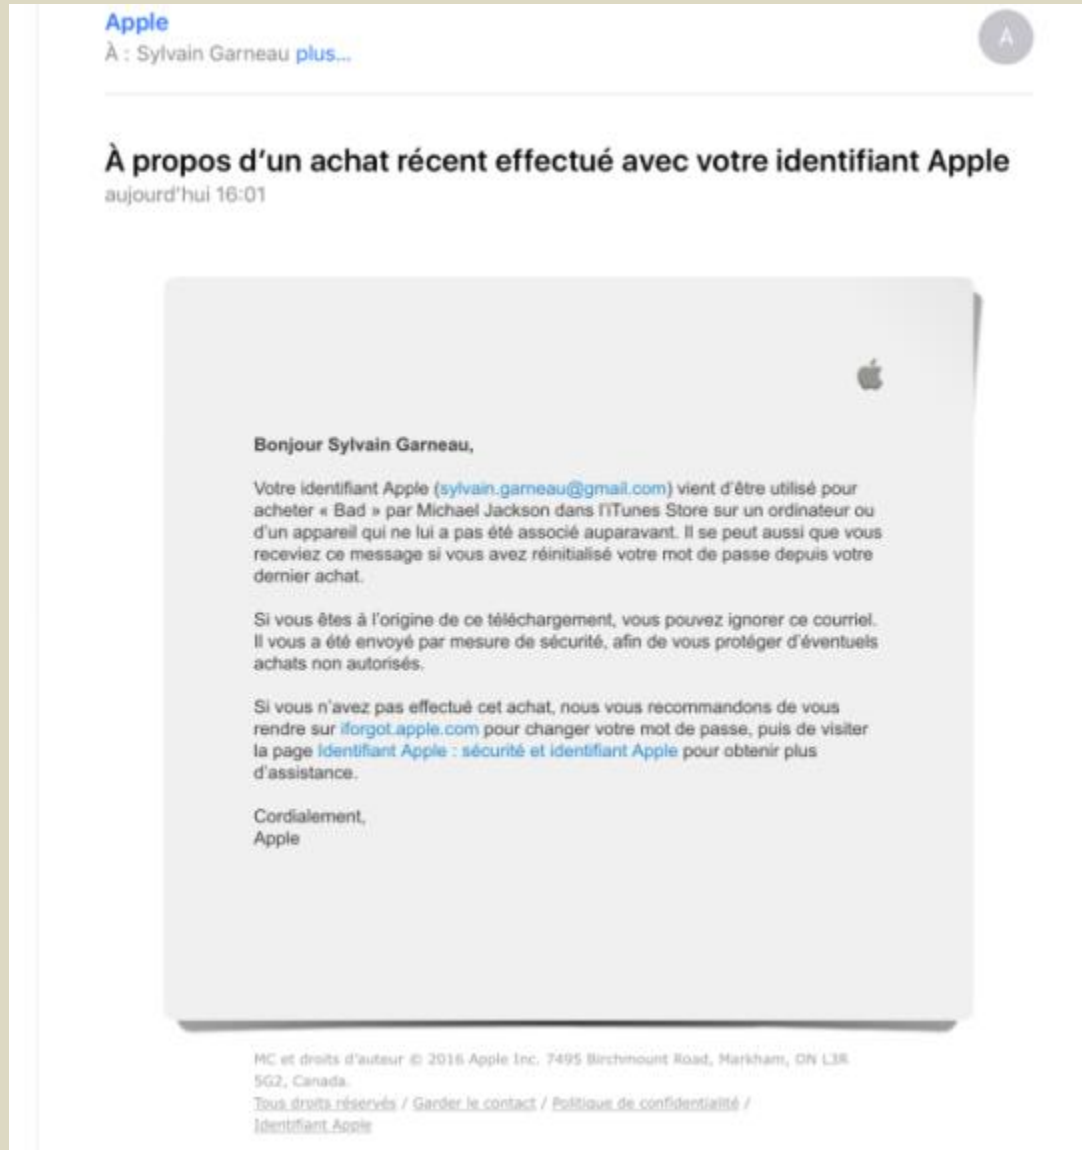 Apple
À : Sylvain Garneau plus...
A
À propos d'un achat récent effectué avec votre identifiant Apple
aujourd'hui 16:01
Bonjour Sylvain Garneau,
Votre identifiant Apple (sylvain.garneau@gmail.com) vient d'être utilisé pour
acheter « Bad » par Michael Jackson dans l'iTunes Store sur un ordinateur ou
d'un appareil qui ne lui a pas été associé auparavant. Il se peut aussi que vous
receviez ce message si vous avez réinitialisé votre mot de passe depuis votre
dernier achat.
Si vous êtes à l'origine de ce téléchargement, vous pouvez ignorer ce courriel.
Il vous a été envoyé par mesure de sécurité, afin de vous protéger d'éventuels
achats non autorisés.
Si vous n'avez pas effectué cet achat, nous vous recommandons de vous
rendre sur iforgot.apple.com pour changer votre mot de passe, puis de visiter
la page Identifiant Apple : sécurité et identifiant Apple pour obtenir plus
d'assistance.
Cordialement,
Apple
MC et droits d'auteur © 2016 Apple Inc. 7495 Birchmount Road, Markham, ON L3R
5G2, Canada.
Tous droits réservés / Garder le contact / Politique de confidentialité /
Identifiant Apple